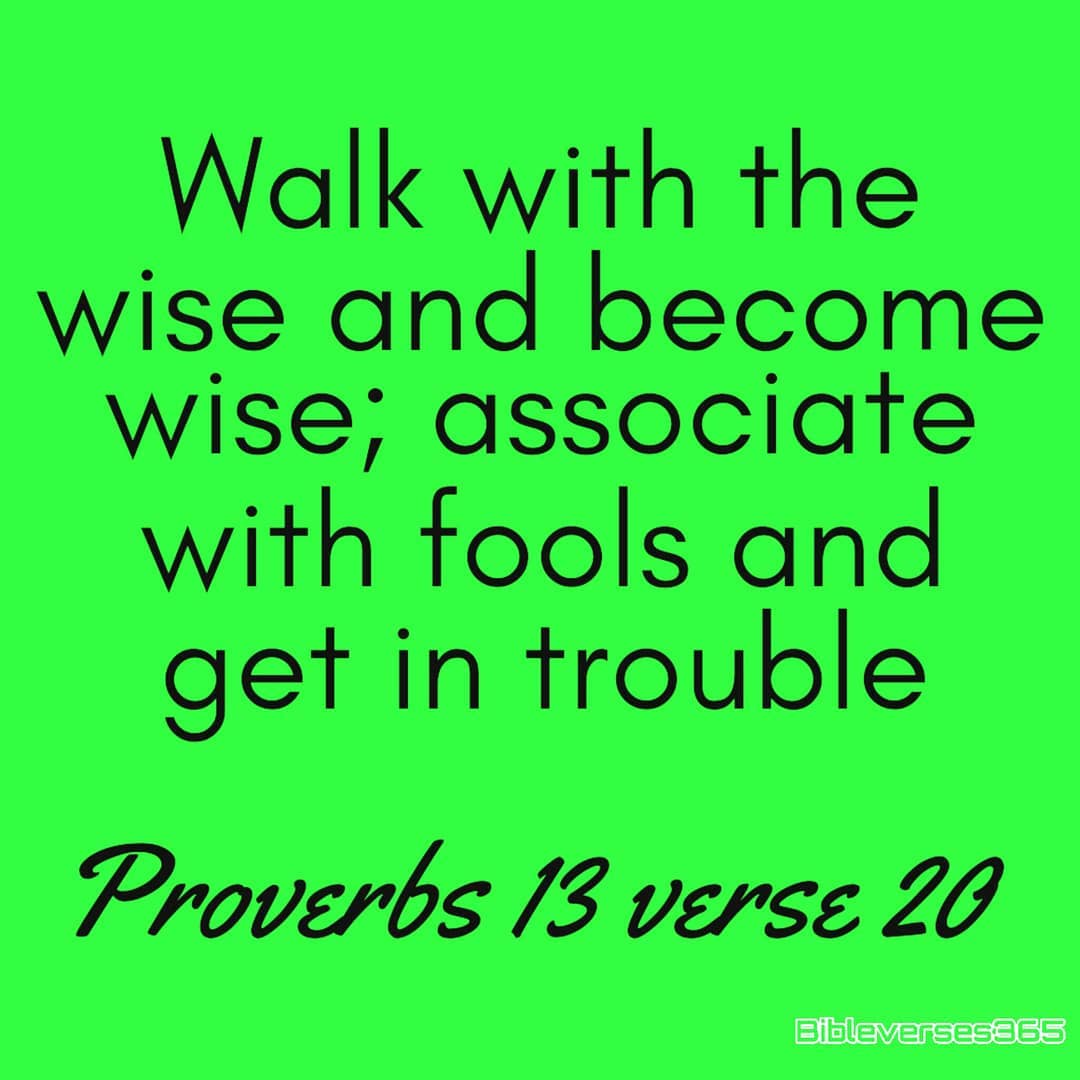 Walk with the
wise and become
wise; associate
with fools and
get in trouble
Proverbs 13 verse 20
Bibleverses365